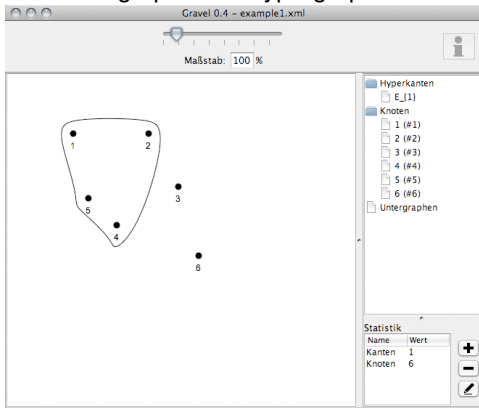 Gravel 0.4 – example1.xml
Maßstab: 100 %
Hyperkanten
E_{1}
Knoten
1 (#1)
2 (#2)
3 (#3)
4 (#4)
5 (#5)
6 (#6)
Untergraphen
1
2
3
5
4
6
Statistik
Name Wert
Kanten 1
Knoten 6